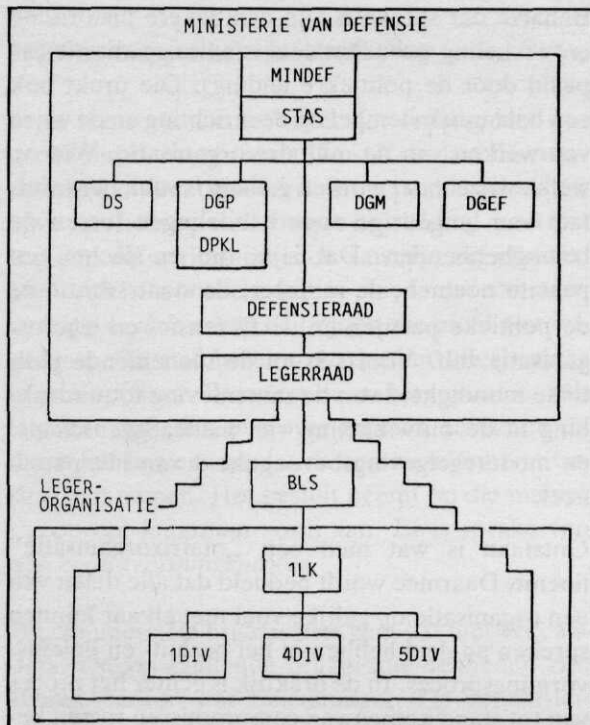 MINISTERIE VAN DEFENSIE
MINDEF
STAS
DS DGP DGM DGEF
DPKL
DEFENSIERAAD
LEGERRAAD
LEGER-
ORGANISATIE
BLS
1LK
1DIV 4DIV 5DIV